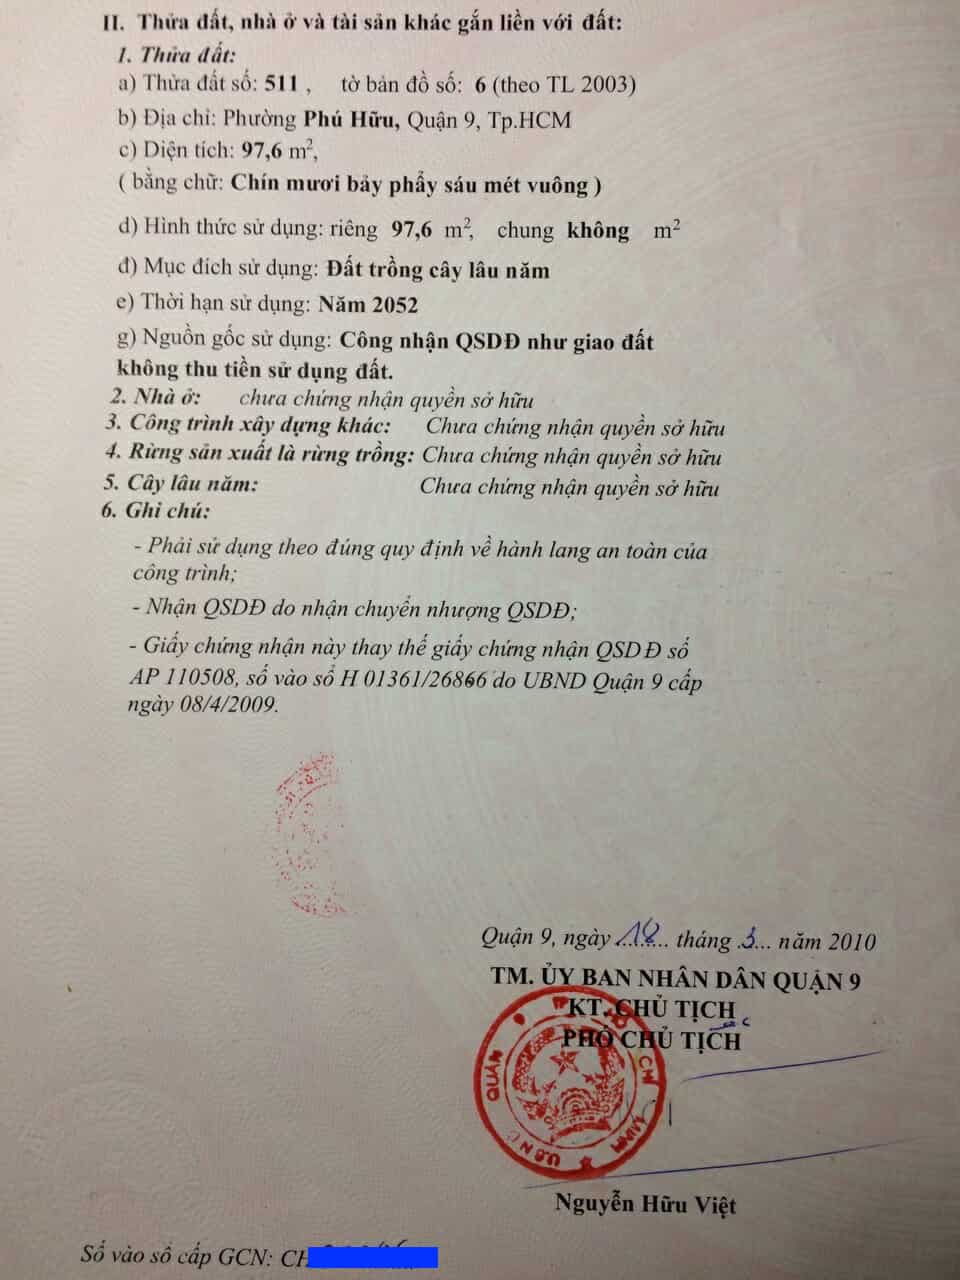 II. Thửa đất, nhà ở và tài sản khác gắn liền với đất:
1. Thửa đất:
a) Thửa đất số: 511 , tờ bản đồ số: 6 (theo TL 2003)
b) Địa chỉ: Phường Phú Hữu, Quận 9, Tp.HCM
c) Diện tích: 97,6 m²,
( bằng chữ: Chín mươi bảy phẩy sáu mét vuông )
d) Hình thức sử dụng: riêng 97,6 m², chung không m²
đ) Mục đích sử dụng: Đất trồng cây lâu năm
e) Thời hạn sử dụng: Năm 2052
g) Nguồn gốc sử dụng: Công nhận QSDĐ như giao đất
không thu tiền sử dụng đất.
2. Nhà ở: chưa chứng nhận quyền sở hữu
3. Công trình xây dựng khác: Chưa chứng nhận quyền sở hữu
4. Rừng sản xuất là rừng trồng: Chưa chứng nhận quyền sở hữu
5. Cây lâu năm: Chưa chứng nhận quyền sở hữu
6. Ghi chú:
- Phải sử dụng theo đúng quy định về hành lang an toàn của
công trình;
- Nhận QSDĐ do nhận chuyển nhượng QSDĐ;
- Giấy chứng nhận này thay thế giấy chứng nhận QSDĐ số
AP 110508, số vào sổ H 01361/26866 do UBND Quận 9 cấp
ngày 08/4/2009.
Quận 9, ngày 18 tháng 3 năm 2010
TM. ỦY BAN NHÂN DÂN QUẬN 9
KT. CHỦ TỊCH
PHÓ CHỦ TỊCH
Nguyễn Hữu Việt
Số vào sổ cấp GCN: CH